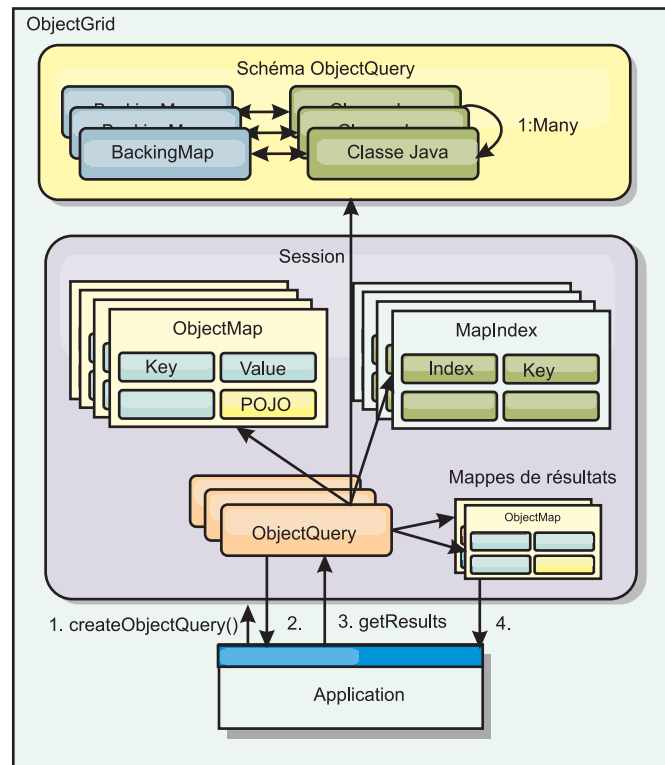 ObjectGrid
Schéma ObjectQuery
BackingMap
Classe Java
1:Many
Session
ObjectMap
Key
Value
POJO
MapIndex
Index
Key
Mappes de résultats
ObjectMap
ObjectQuery
1. createObjectQuery()
2.
3. getResults
4.
Application